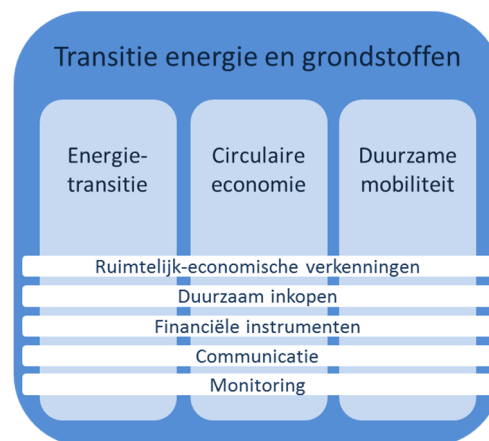 Transitie energie en grondstoffen
Energie-
transitie
Circulaire
economie
Duurzame
mobiliteit
Ruimtelijk-economische verkenningen
Duurzaam inkopen
Financiële instrumenten
Communicatie
Monitoring